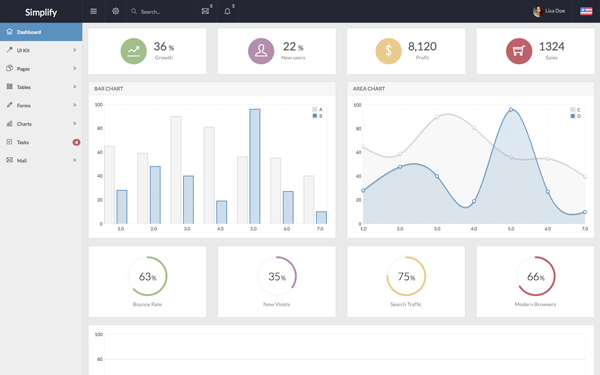 Simplify
Search...
3
3
Lisa Doe
Dashboard
UI Kit
Pages
Tables
Forms
Charts
Tasks
4
Mail
36 %
Growth
22 %
New users
8,120
Profit
1324
Sales
BAR CHART
100
80
60
40
20
0
1.0 2.0 3.0 4.0 5.0 6.0 7.0
A
B
AREA CHART
100
80
60
40
20
0
1.0 2.0 3.0 4.0 5.0 6.0 7.0
C
D
63%
Bounce Rate
35%
New Visists
75%
Search Traffic
66%
Modern Browsers
100
80